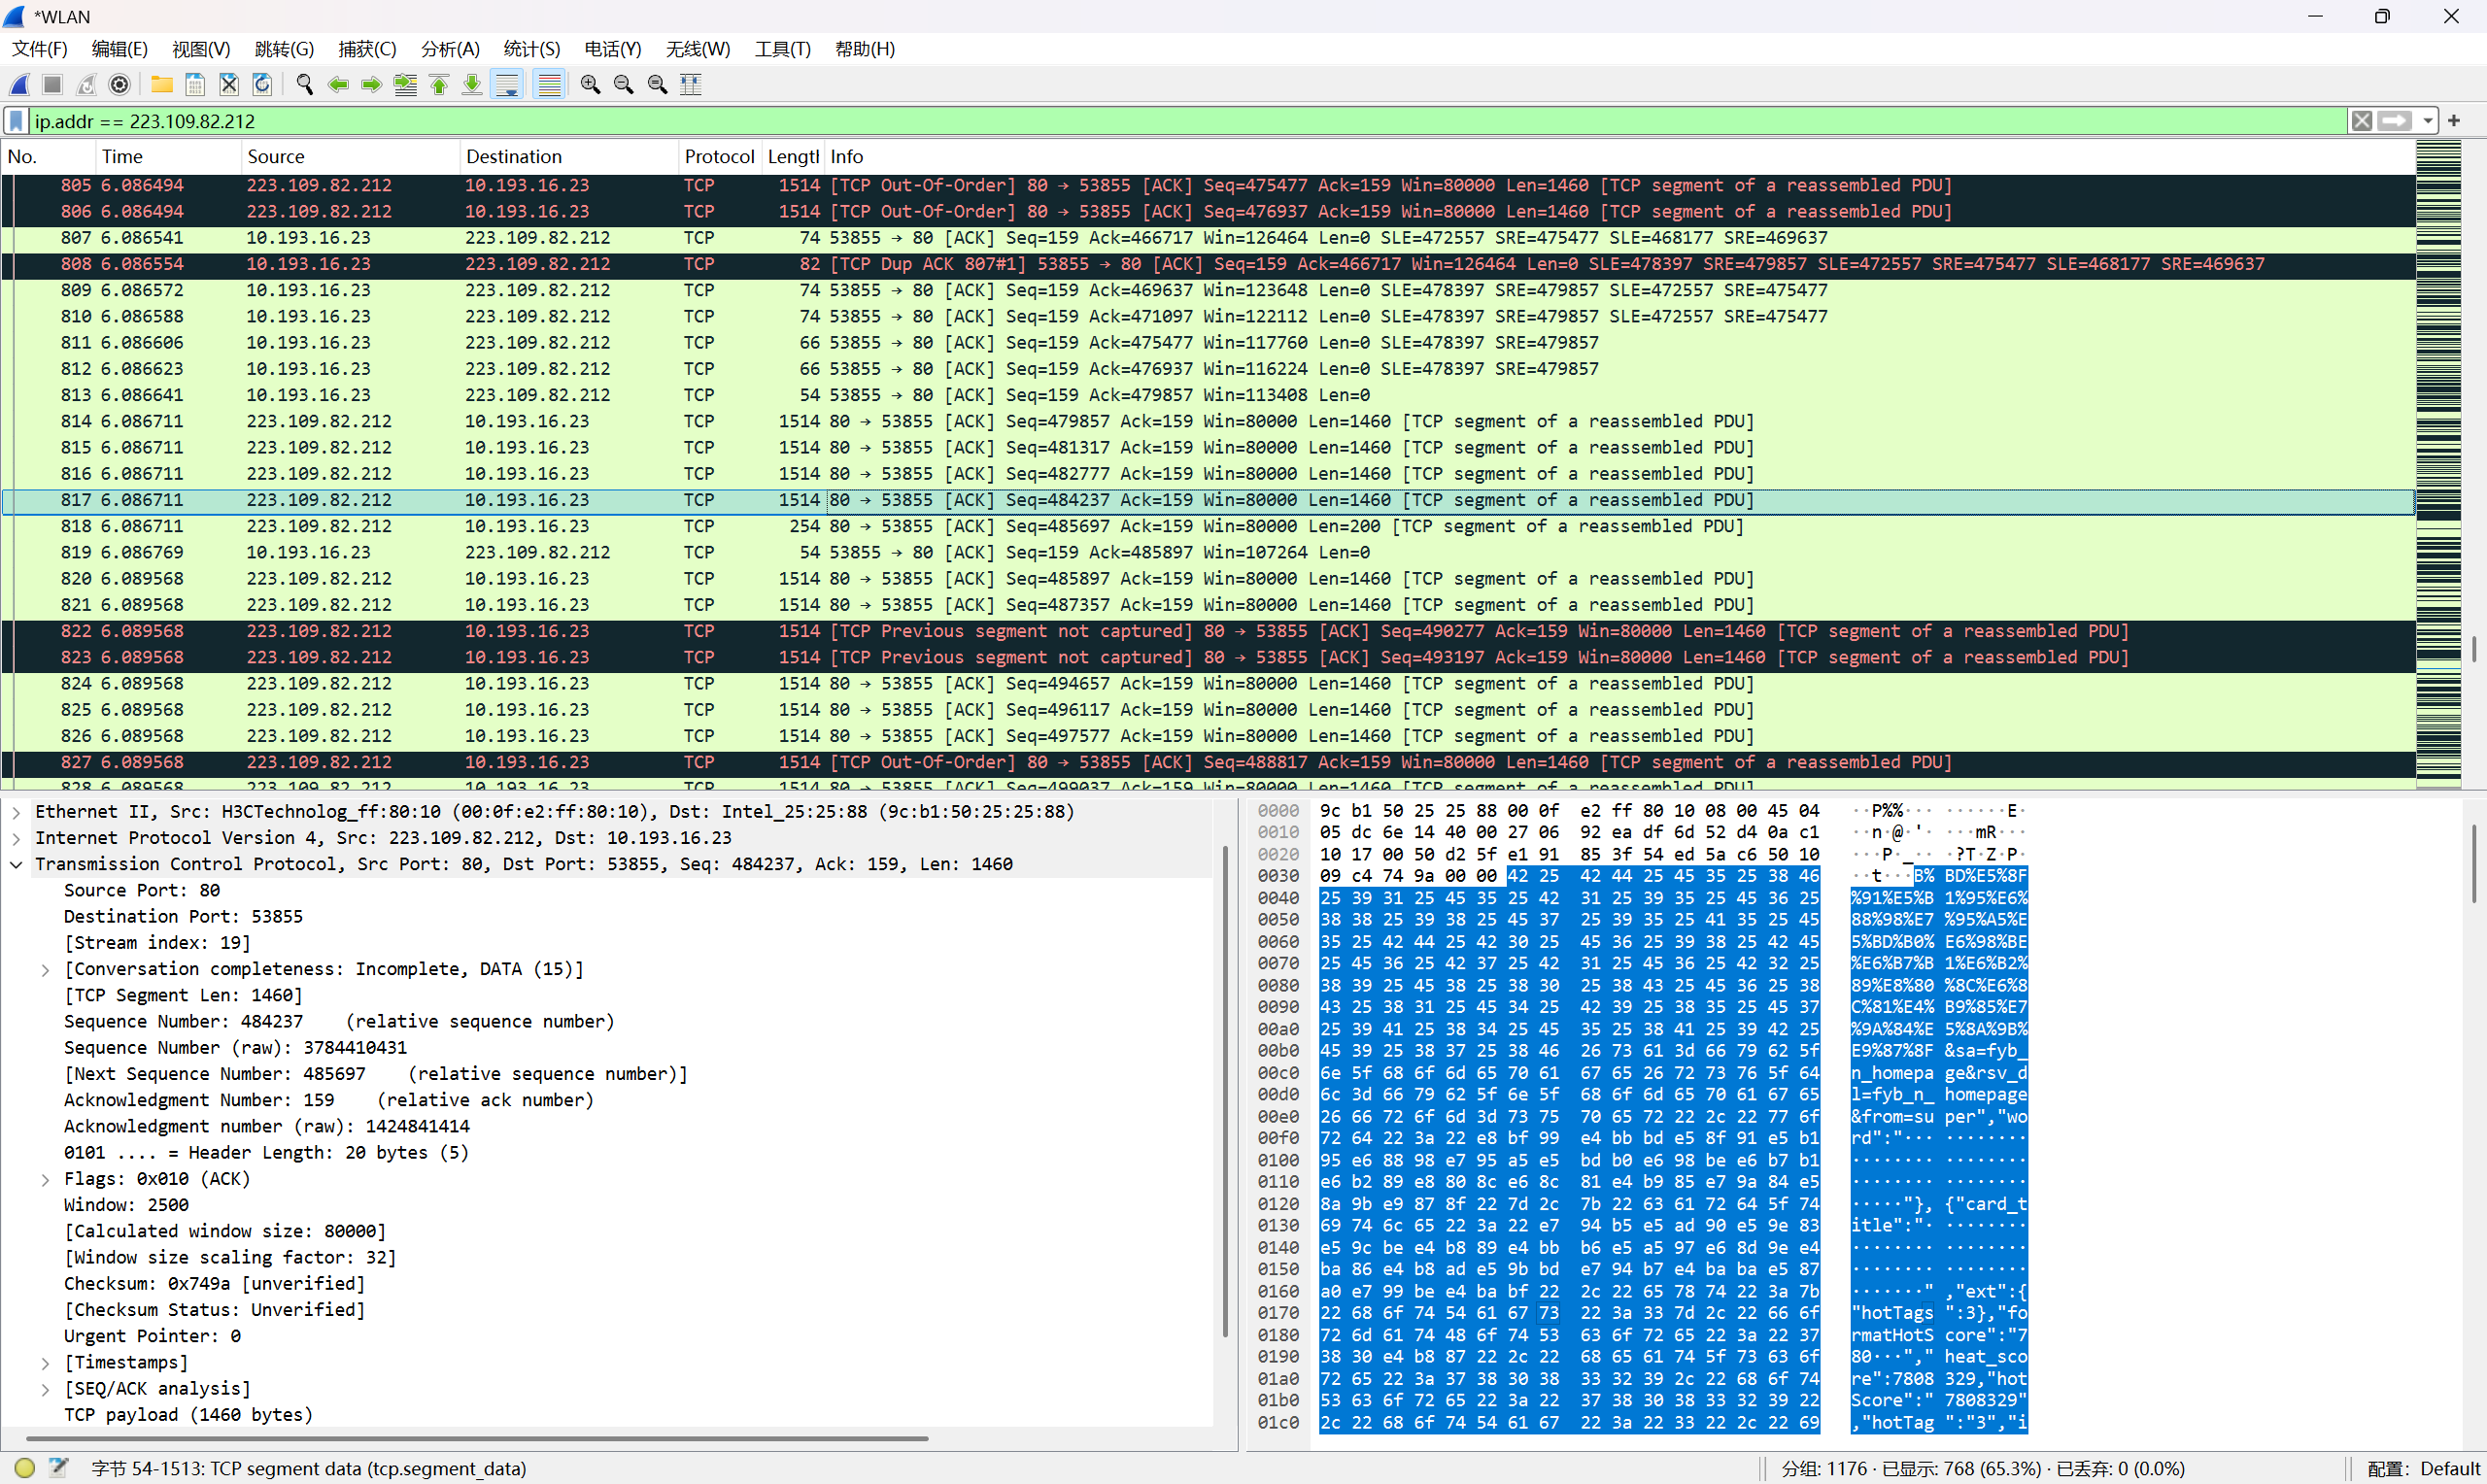 *WLAN
文件(F) 编辑(E) 视图(V) 跳转(G) 捕获(C) 分析(A) 统计(S) 电话(Y) 无线(W) 工具(T) 帮助(H)
ip.addr == 223.109.82.212
No. Time Source Destination Protocol Lengtl Info
805 6.086494 223.109.82.212 10.193.16.23 TCP 1514 [TCP Out-Of-Order] 80 → 53855 [ACK] Seq=475477 Ack=159 Win=80000 Len=1460 [TCP segment of a reassembled PDU]
806 6.086494 223.109.82.212 10.193.16.23 TCP 1514 [TCP Out-Of-Order] 80 → 53855 [ACK] Seq=476937 Ack=159 Win=80000 Len=1460 [TCP segment of a reassembled PDU]
807 6.086541 10.193.16.23 223.109.82.212 TCP 74 53855 → 80 [ACK] Seq=159 Ack=466717 Win=126464 Len=0 SLE=472557 SRE=475477 SLE=468177 SRE=469637
808 6.086554 10.193.16.23 223.109.82.212 TCP 82 [TCP Dup ACK 807#1] 53855 → 80 [ACK] Seq=159 Ack=466717 Win=126464 Len=0 SLE=478397 SRE=479857 SLE=472557 SRE=475477 SLE=468177 SRE=469637
809 6.086572 10.193.16.23 223.109.82.212 TCP 74 53855 → 80 [ACK] Seq=159 Ack=469637 Win=123648 Len=0 SLE=478397 SRE=479857 SLE=472557 SRE=475477
810 6.086588 10.193.16.23 223.109.82.212 TCP 74 53855 → 80 [ACK] Seq=159 Ack=471097 Win=122112 Len=0 SLE=478397 SRE=479857 SLE=472557 SRE=475477
811 6.086606 10.193.16.23 223.109.82.212 TCP 66 53855 → 80 [ACK] Seq=159 Ack=475477 Win=117760 Len=0 SLE=478397 SRE=479857
812 6.086623 10.193.16.23 223.109.82.212 TCP 66 53855 → 80 [ACK] Seq=159 Ack=476937 Win=116224 Len=0 SLE=478397 SRE=479857
813 6.086641 10.193.16.23 223.109.82.212 TCP 54 53855 → 80 [ACK] Seq=159 Ack=479857 Win=113408 Len=0
814 6.086711 223.109.82.212 10.193.16.23 TCP 1514 80 → 53855 [ACK] Seq=479857 Ack=159 Win=80000 Len=1460 [TCP segment of a reassembled PDU]
815 6.086711 223.109.82.212 10.193.16.23 TCP 1514 80 → 53855 [ACK] Seq=481317 Ack=159 Win=80000 Len=1460 [TCP segment of a reassembled PDU]
816 6.086711 223.109.82.212 10.193.16.23 TCP 1514 80 → 53855 [ACK] Seq=482777 Ack=159 Win=80000 Len=1460 [TCP segment of a reassembled PDU]
817 6.086711 223.109.82.212 10.193.16.23 TCP 1514 80 → 53855 [ACK] Seq=484237 Ack=159 Win=80000 Len=1460 [TCP segment of a reassembled PDU]
818 6.086711 223.109.82.212 10.193.16.23 TCP 254 80 → 53855 [ACK] Seq=485697 Ack=159 Win=80000 Len=200 [TCP segment of a reassembled PDU]
819 6.086769 10.193.16.23 223.109.82.212 TCP 54 53855 → 80 [ACK] Seq=159 Ack=485897 Win=107264 Len=0
820 6.089568 223.109.82.212 10.193.16.23 TCP 1514 80 → 53855 [ACK] Seq=485897 Ack=159 Win=80000 Len=1460 [TCP segment of a reassembled PDU]
821 6.089568 223.109.82.212 10.193.16.23 TCP 1514 80 → 53855 [ACK] Seq=487357 Ack=159 Win=80000 Len=1460 [TCP segment of a reassembled PDU]
822 6.089568 223.109.82.212 10.193.16.23 TCP 1514 [TCP Previous segment not captured] 80 → 53855 [ACK] Seq=490277 Ack=159 Win=80000 Len=1460 [TCP segment of a reassembled PDU]
823 6.089568 223.109.82.212 10.193.16.23 TCP 1514 [TCP Previous segment not captured] 80 → 53855 [ACK] Seq=493197 Ack=159 Win=80000 Len=1460 [TCP segment of a reassembled PDU]
824 6.089568 223.109.82.212 10.193.16.23 TCP 1514 80 → 53855 [ACK] Seq=494657 Ack=159 Win=80000 Len=1460 [TCP segment of a reassembled PDU]
825 6.089568 223.109.82.212 10.193.16.23 TCP 1514 80 → 53855 [ACK] Seq=496117 Ack=159 Win=80000 Len=1460 [TCP segment of a reassembled PDU]
826 6.089568 223.109.82.212 10.193.16.23 TCP 1514 80 → 53855 [ACK] Seq=497577 Ack=159 Win=80000 Len=1460 [TCP segment of a reassembled PDU]
827 6.089568 223.109.82.212 10.193.16.23 TCP 1514 [TCP Out-Of-Order] 80 → 53855 [ACK] Seq=488817 Ack=159 Win=80000 Len=1460 [TCP segment of a reassembled PDU]
828 6.089568 223.109.82.212 10.193.16.23 TCP 1514 80 → 53855 [ACK] Seq=499037 Ack=159 Win=80000 Len=1460 [TCP segment of a reassembled PDU]
Ethernet II, Src: H3CTechnolog_ff:80:10 (00:0f:e2:ff:80:10), Dst: Intel_25:25:88 (9c:b1:50:25:25:88)
Internet Protocol Version 4, Src: 223.109.82.212, Dst: 10.193.16.23
Transmission Control Protocol, Src Port: 80, Dst Port: 53855, Seq: 484237, Ack: 159, Len: 1460
Source Port: 80
Destination Port: 53855
[Stream index: 19]
[Conversation completeness: Incomplete, DATA (15)]
[TCP Segment Len: 1460]
Sequence Number: 484237 (relative sequence number)
Sequence Number (raw): 3784410431
[Next Sequence Number: 485697 (relative sequence number)]
Acknowledgment Number: 159 (relative ack number)
Acknowledgment number (raw): 1424841414
0101 .... = Header Length: 20 bytes (5)
Flags: 0x010 (ACK)
Window: 2500
[Calculated window size: 80000]
[Window size scaling factor: 32]
Checksum: 0x749a [unverified]
[Checksum Status: Unverified]
Urgent Pointer: 0
[Timestamps]
[SEQ/ACK analysis]
TCP payload (1460 bytes)
0000 9c b1 50 25 25 88 00 0f e2 ff 80 10 08 00 45 04 ··P%%··· ······E·
0010 05 dc 6e 14 40 00 27 06 92 ea df 6d 52 d4 0a c1 ··n·@·'· ···mR···
0020 10 17 00 50 d2 5f e1 91 85 3f 54 ed 5a c6 50 10 ···P·_·· ·?T·Z·P·
0030 09 c4 74 9a 00 00 42 25 42 44 25 45 35 25 38 46 ··t···B% BD%E5%8F
0040 25 39 31 25 45 35 25 42 31 25 39 35 25 45 36 25 %91%E5%B 1%95%E6%
0050 38 38 25 39 38 25 45 37 25 39 35 25 41 35 25 45 88%98%E7 %95%A5%E
0060 35 25 42 44 25 42 30 25 45 36 25 39 38 25 42 45 5%BD%B0% E6%98%BE
0070 25 45 36 25 42 37 25 42 31 25 45 36 25 42 32 25 %E6%B7%B 1%E6%B2%
0080 38 39 25 45 38 25 38 30 25 38 43 25 45 36 25 38 89%E8%80 %8C%E6%8
0090 43 25 38 31 25 45 34 25 42 39 25 38 35 25 45 37 C%81%E4% B9%85%E7
00a0 25 39 41 25 38 34 25 45 35 25 38 41 25 39 42 25 %9A%84%E 5%8A%9B%
00b0 45 39 25 38 37 25 38 46 26 73 61 3d 66 79 62 5f E9%87%8F &sa=fyb_
00c0 6e 5f 68 6f 6d 65 70 61 67 65 26 72 73 76 5f 64 n_homepa ge&rsv_d
00d0 6c 3d 66 79 62 5f 6e 5f 68 6f 6d 65 70 61 67 65 l=fyb_n_ homepage
00e0 26 66 72 6f 6d 3d 73 75 70 65 72 22 2c 22 77 6f &from=su per","wo
00f0 72 64 22 3a 22 e8 bf 99 e4 bb bd e5 8f 91 e5 b1 rd":"··· ········
0100 95 e6 88 98 e7 95 a5 e5 bd b0 e6 98 be e6 b7 b1 ········ ········
0110 e6 b2 89 e8 80 8c e6 8c 81 e4 b9 85 e7 9a 84 e5 ········ ········
0120 8a 9b e9 87 8f 22 7d 2c 7b 22 63 61 72 64 5f 74 ·····"}, {"card_t
0130 69 74 6c 65 22 3a 22 e7 94 b5 e5 ad 90 e5 9e 83 itle":"· ········
0140 e5 9c be e4 b8 89 e4 bb b6 e5 a5 97 e6 8d 9e e4 ········ ········
0150 ba 86 e4 b8 ad e5 9b bd e7 94 b7 e4 ba ba e5 87 ········ ········
0160 a0 e7 99 be e4 ba bf 22 2c 22 65 78 74 22 3a 7b ·······" ,"ext":{
0170 22 68 6f 74 54 61 67 73 22 3a 33 7d 2c 22 66 6f "hotTags ":3},"fo
0180 72 6d 61 74 48 6f 74 53 63 6f 72 65 22 3a 22 37 rmatHotS core":"7
0190 38 30 e4 b8 87 22 2c 22 68 65 61 74 5f 73 63 6f 80···"," heat_sco
01a0 72 65 22 3a 37 38 30 38 33 32 39 2c 22 68 6f 74 re":7808 329,"hot
01b0 53 63 6f 72 65 22 3a 22 37 38 30 38 33 32 39 22 Score":" 7808329"
01c0 2c 22 68 6f 74 54 61 67 22 3a 22 33 22 2c 22 69 ,"hotTag ":"3","i
字节 54-1513: TCP segment data (tcp.segment_data) 分组: 1176 · 已显示: 768 (65.3%) · 已丢弃: 0 (0.0%) 配置: Default